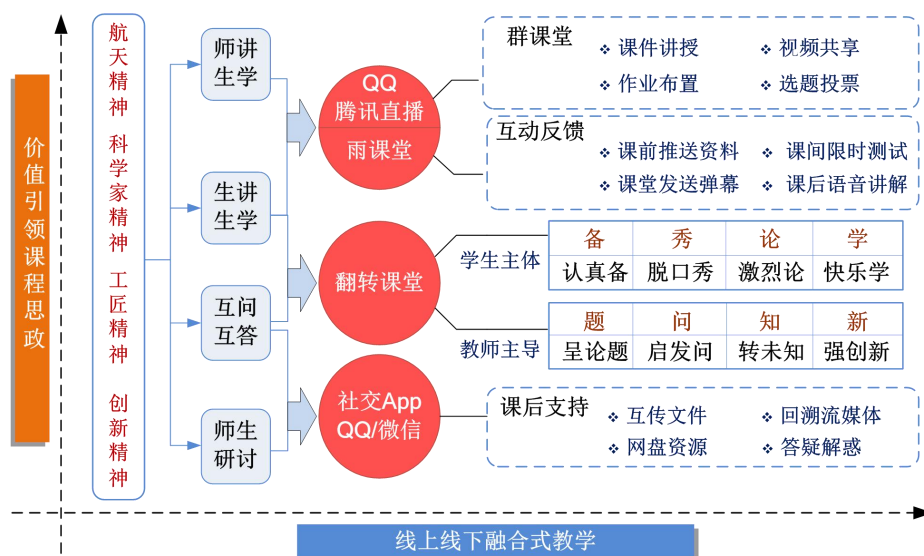 价值引领课程思政
航天精神 科学家精神 工匠精神 创新精神
师讲
生学
生讲
生学
互问
互答
师生
研讨
QQ
腾讯直播
雨课堂
翻转课堂
社交App
QQ/微信
群课堂
❖ 课件讲授 ❖ 视频共享
❖ 作业布置 ❖ 选题投票
互动反馈
❖ 课前推送资料 ❖ 课间限时测试
❖ 课堂发送弹幕 ❖ 课后语音讲解
学生主体
备 秀 论 学
认真备 脱口秀 激烈论 快乐学
教师主导
题 问 知 新
呈论题 启发问 转未知 强创新
课后支持
❖ 互传文件 ❖ 回溯流媒体
❖ 网盘资源 ❖ 答疑解惑
线上线下融合式教学